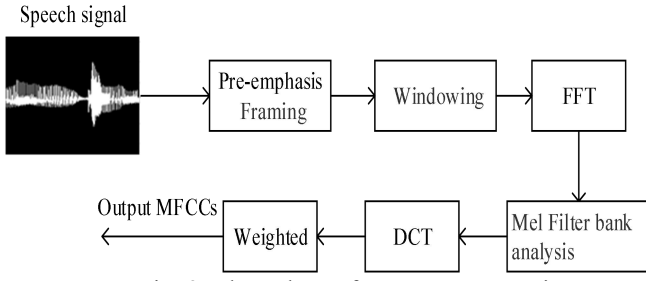 Speech signal
Pre-emphasis
Framing
Windowing
FFT
Mel Filter bank
analysis
DCT
Weighted
Output MFCCs